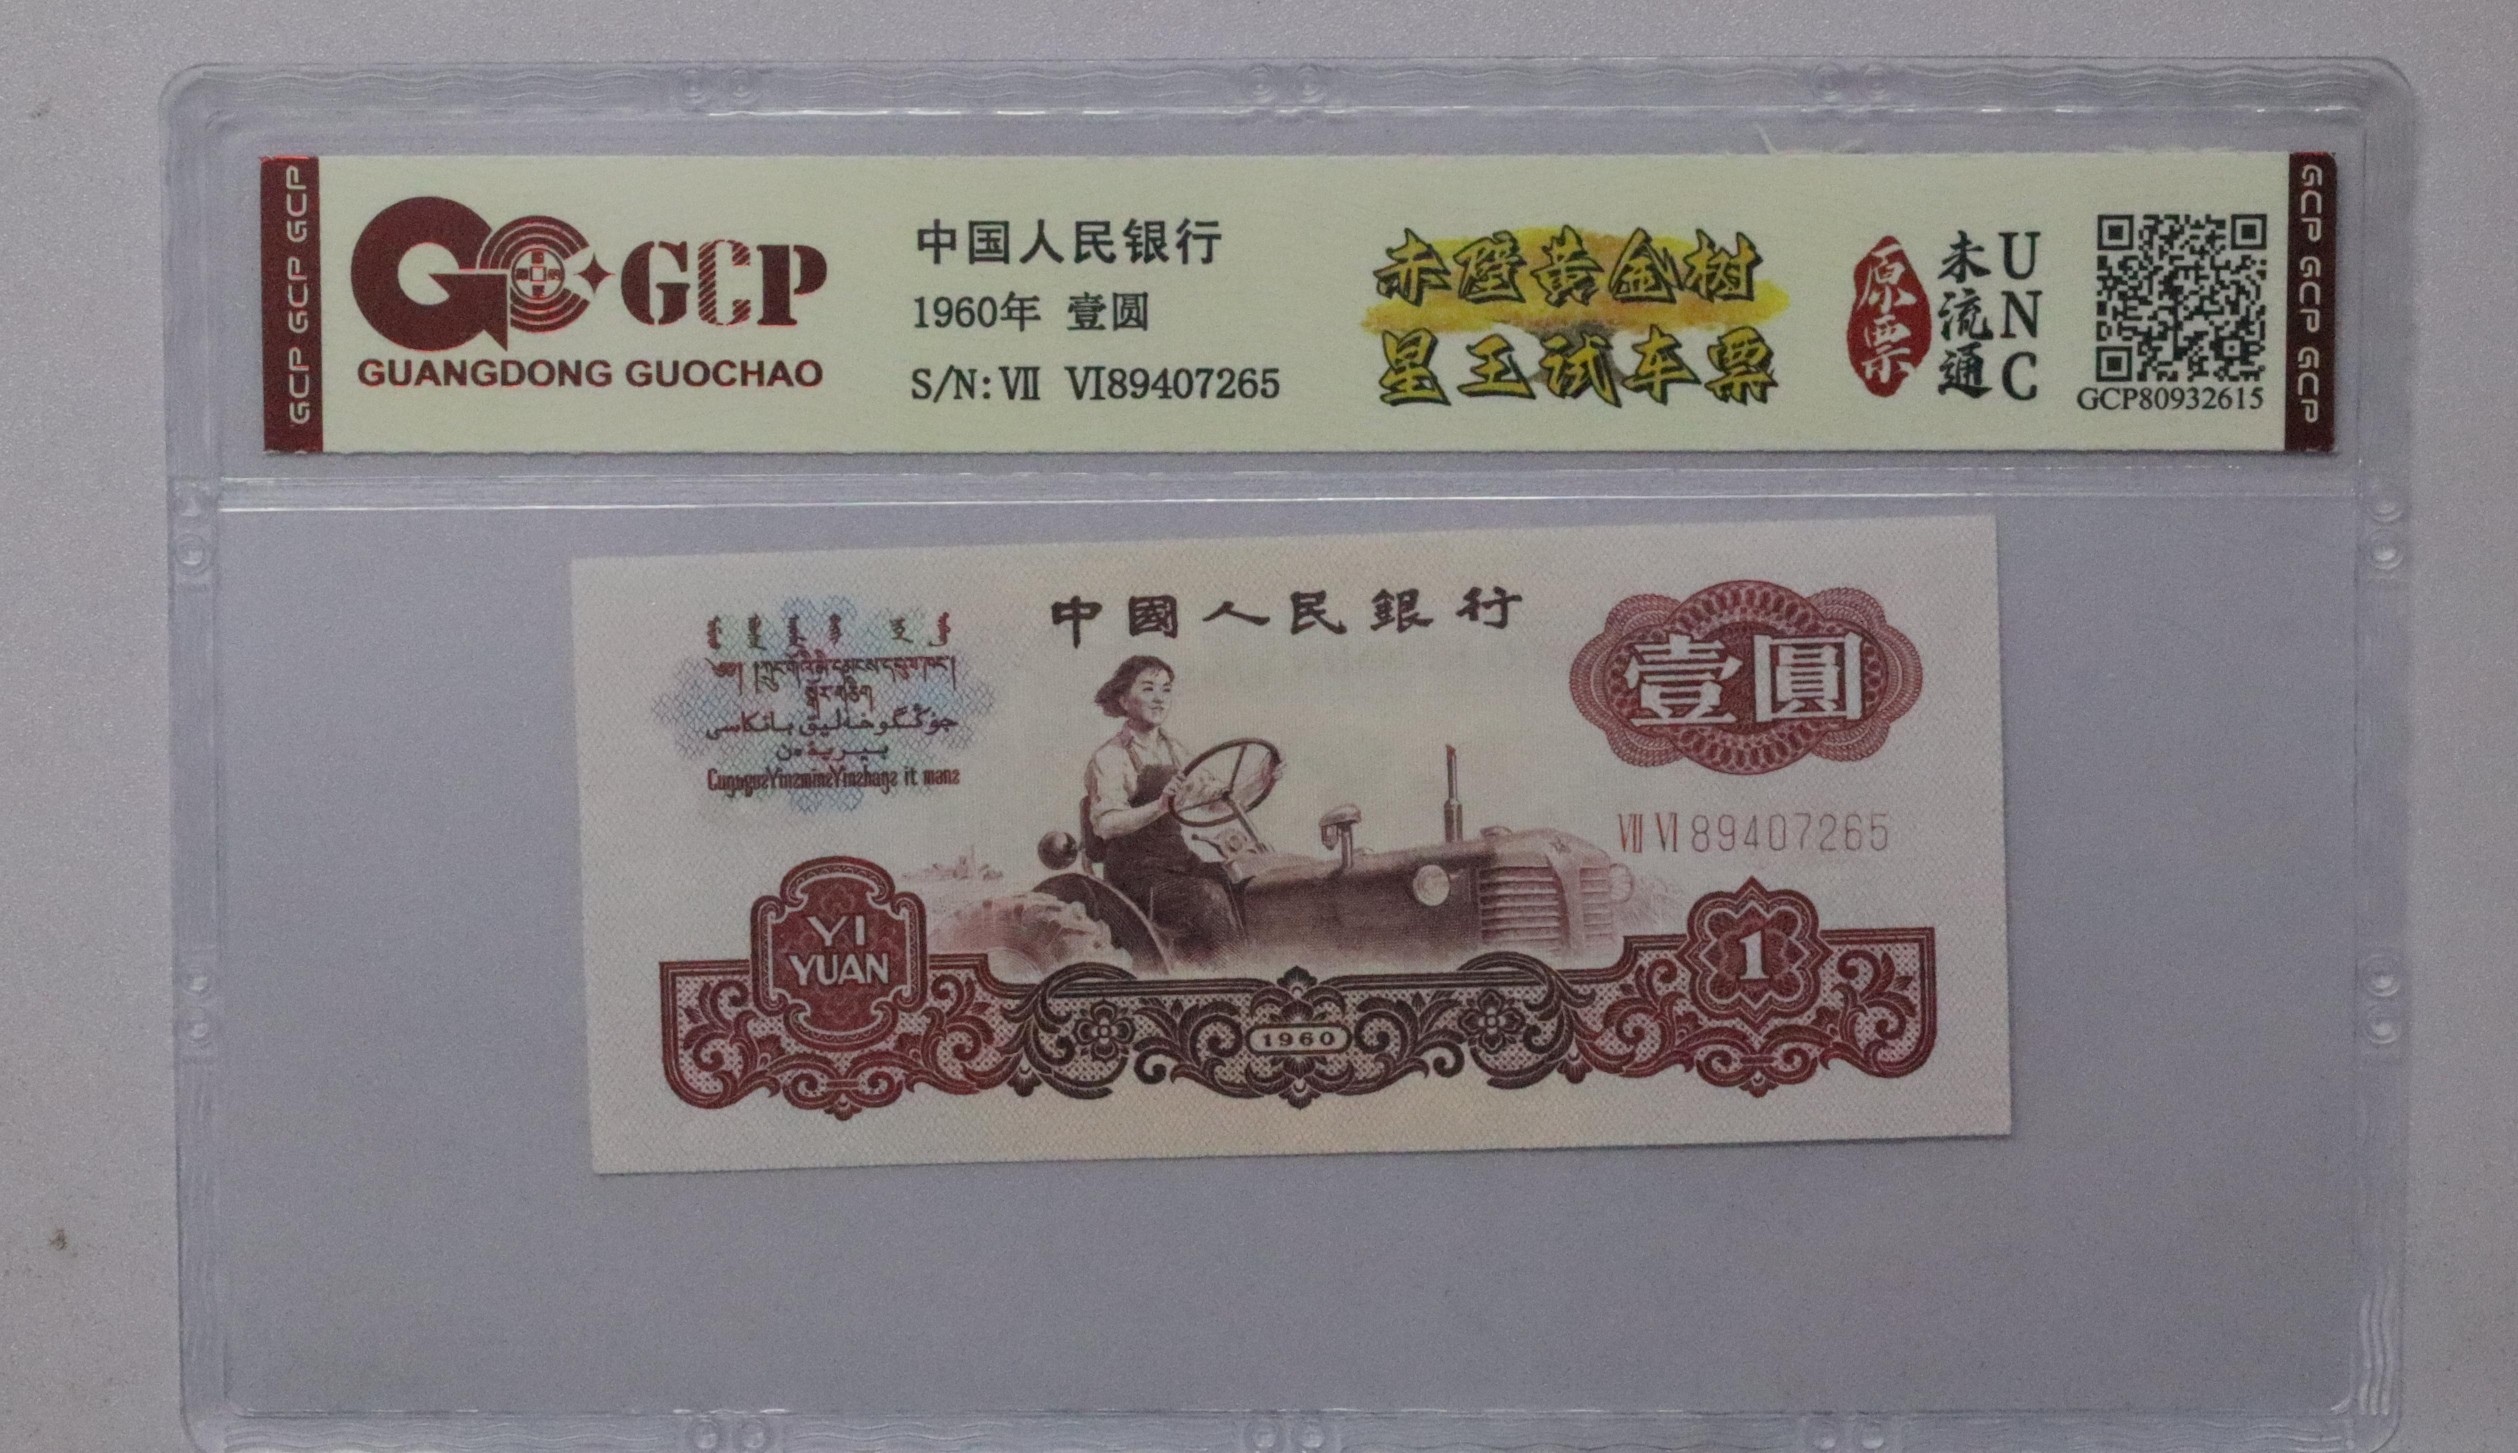 GCP GCP GCP
GCP
GUANGDONG GUOCHAO
中国人民银行
1960年 壹圆
S/N: Ⅶ Ⅵ89407265
赤壁黄金树
星王试车票
原票
未流通
UNC
GCP80932615
GCP GCP GCP
中國人民銀行
壹圓
Ⅶ Ⅵ 89407265
YI
YUAN
1960
1